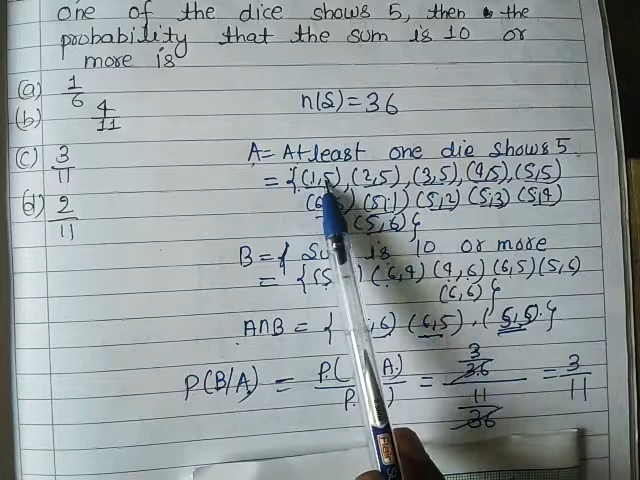 one of the dice shows 5, then the
probability that the sum is 10 or
more is
(a) 1/6
(b) 4/11
n(S) = 36
(c) 3/11
(d) 2/11
A = Atleast one die shows 5
= {(1,5), (2,5), (3,5), (4,5), (5,5)
(5,1) (5,2) (5,3) (5,4)
(5,6)}
B = { is 10 or more
= { (6,4) (4,6) (6,5) (5,6)
(6,6)}
A∩B = { ,6) (6,5), (5,5)}
P(B/A) = P( A) / P ) = 3/36 / 11/36 = 3/11